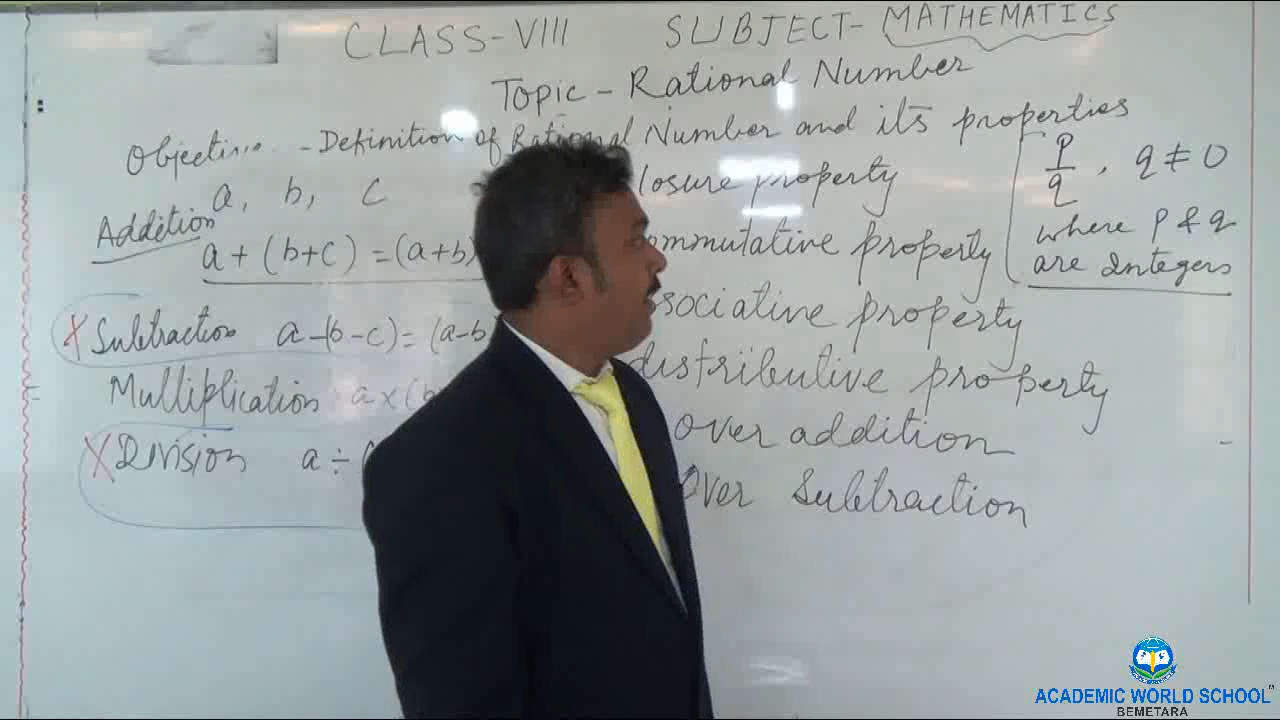 CLASS-VIII SUBJECT- MATHEMATICS
Topic - Rational Number
- Definition of Rational Number and its properties
a, b, c
Addition
a + (b+c) = (a+b)
Subtraction a-(b-c) = (a-b
Multiplication a × (b
Division a ÷ (
losure property
ommutative property
sociative property
distributive property
over addition
Over Subtraction
p/q, q ≠ 0
where p & q
are Integers
ACADEMIC WORLD SCHOOL
BEMETARA